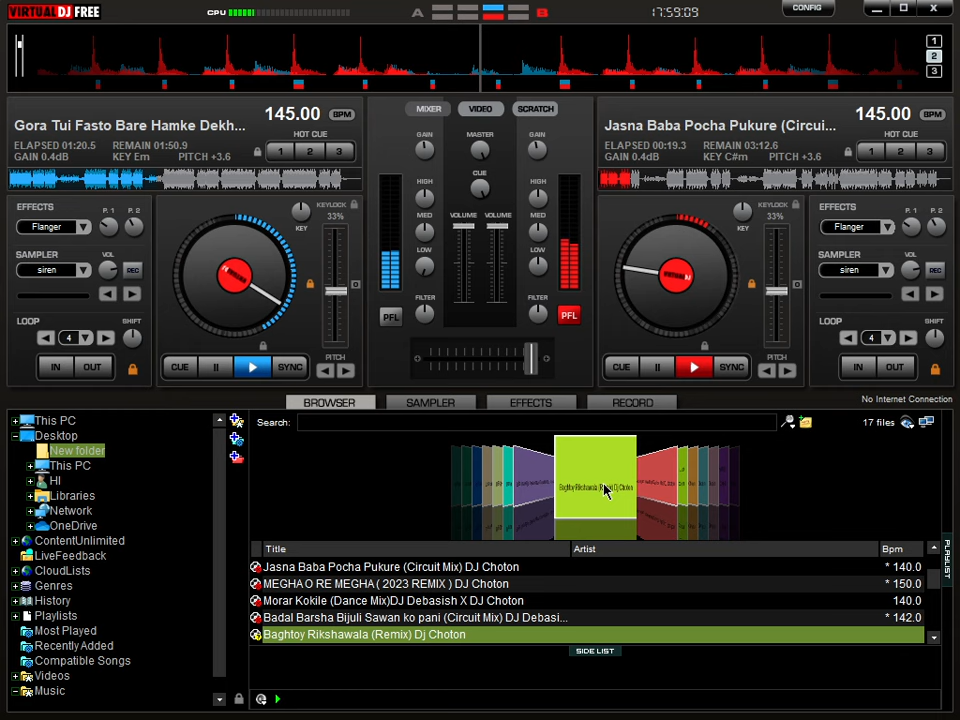 VIRTUAL DJ FREE
CPU
A
B
17:59:09
CONFIG
1
2
3
145.00 BPM
Gora Tui Fasto Bare Hamke Dekh...
HOT CUE
ELAPSED 01:20.5 REMAIN 01:50.9
GAIN 0.4dB KEY Em PITCH +3.6
1 2 3
MIXER VIDEO SCRATCH
GAIN MASTER GAIN
CUE
HIGH HIGH
MED MED
VOLUME VOLUME
LOW LOW
FILTER FILTER
PFL PFL
145.00 BPM
Jasna Baba Pocha Pukure (Circui...
HOT CUE
ELAPSED 00:19.3 REMAIN 03:12.6
GAIN 0.4dB KEY C#m PITCH +3.6
1 2 3
EFFECTS P. 1 P. 2
Flanger
SAMPLER VOL
siren REC
LOOP SHIFT
4
IN OUT
KEYLOCK
33%
KEY
CUE SYNC
PITCH
KEYLOCK
33%
KEY
CUE SYNC
PITCH
EFFECTS P. 1 P. 2
Flanger
SAMPLER VOL
siren REC
LOOP SHIFT
4
IN OUT
No Internet Connection
BROWSER SAMPLER EFFECTS RECORD
This PC
Desktop
New folder
This PC
HI
Libraries
Network
OneDrive
ContentUnlimited
LiveFeedback
CloudLists
Genres
History
Playlists
Most Played
Recently Added
Compatible Songs
Videos
Music
Search:
17 files
Baghtoy Rikshawala (Remix) Dj Choton
Title Artist Bpm
Jasna Baba Pocha Pukure (Circuit Mix) DJ Choton * 140.0
MEGHA O RE MEGHA ( 2023 REMIX ) DJ Choton * 150.0
Morar Kokile (Dance Mix)DJ Debasish X DJ Choton 140.0
Badal Barsha Bijuli Sawan ko pani (Circuit Mix) DJ Debasi... * 142.0
Baghtoy Rikshawala (Remix) Dj Choton
SIDE LIST
PLAYLIST